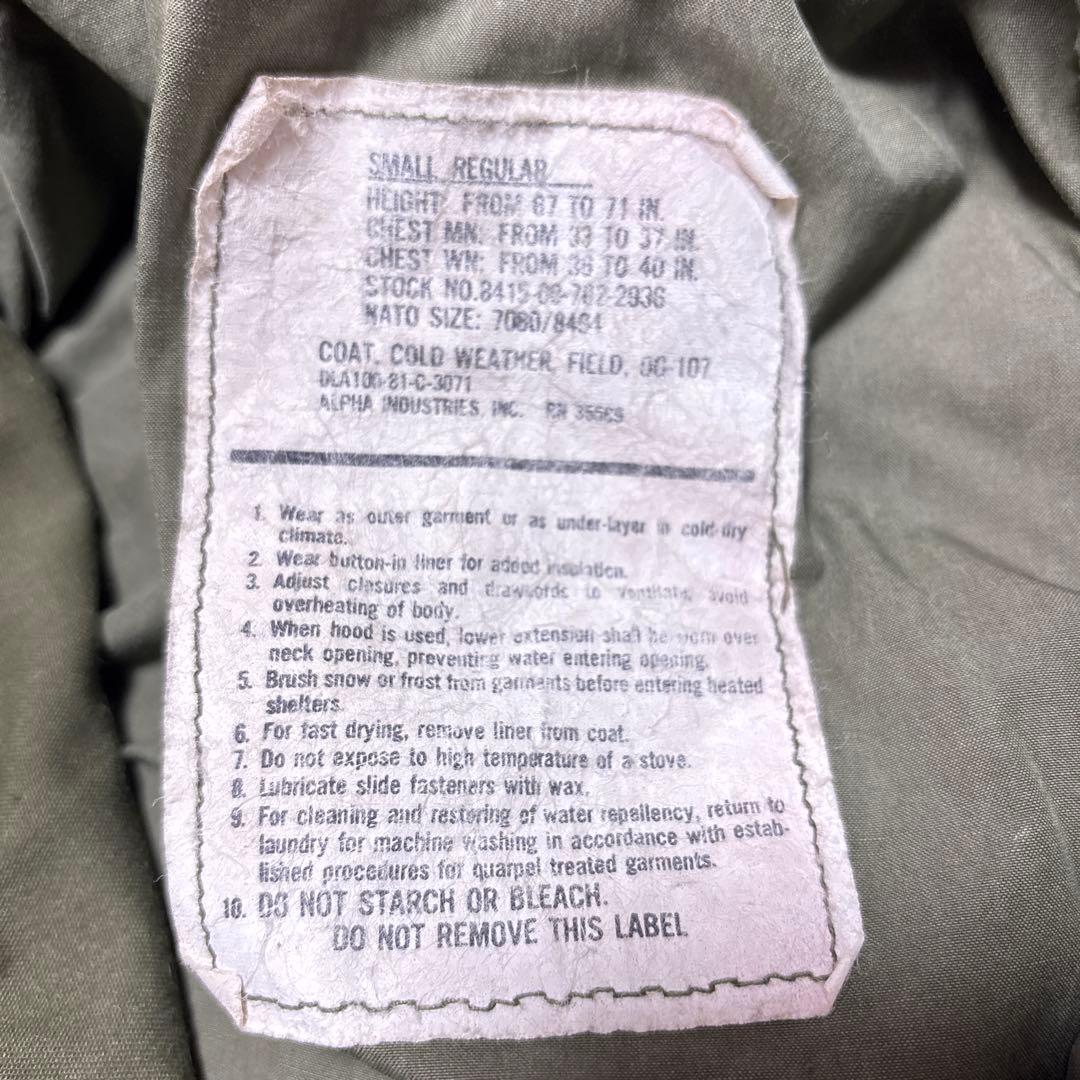 SMALL REGULAR
HEIGHT: FROM 67 TO 71 IN.
CHEST MN: FROM 33 TO 37 IN.
CHEST WN: FROM 36 TO 40 IN.
STOCK NO.8415-00-782-2936
NATO SIZE:
COAT, COLD WEATHER, FIELD, OG-107
DLA100-81-C-3071
ALPHA INDUSTRIES, INC. RN
1. Wear as outer garment or as under-layer in cold-dry
climate.
2. Wear button-in liner for added insulation.
3. Adjust closures and drawcords to ventilate, avoid
overheating of body.
4. When hood is used, lower extension shall be worn over
neck opening, preventing water entering opening.
5. Brush snow or frost from garments before entering heated
shelters
6. For fast drying, remove liner from coat.
7. Do not expose to high temperature of a stove.
8. Lubricate slide fasteners with wax.
9. For cleaning and restoring of water repellency, return to
laundry for machine washing in accordance with estab-
lished procedures for quarpel treated garments.
10. DO NOT STARCH OR BLEACH.
DO NOT REMOVE THIS LABEL